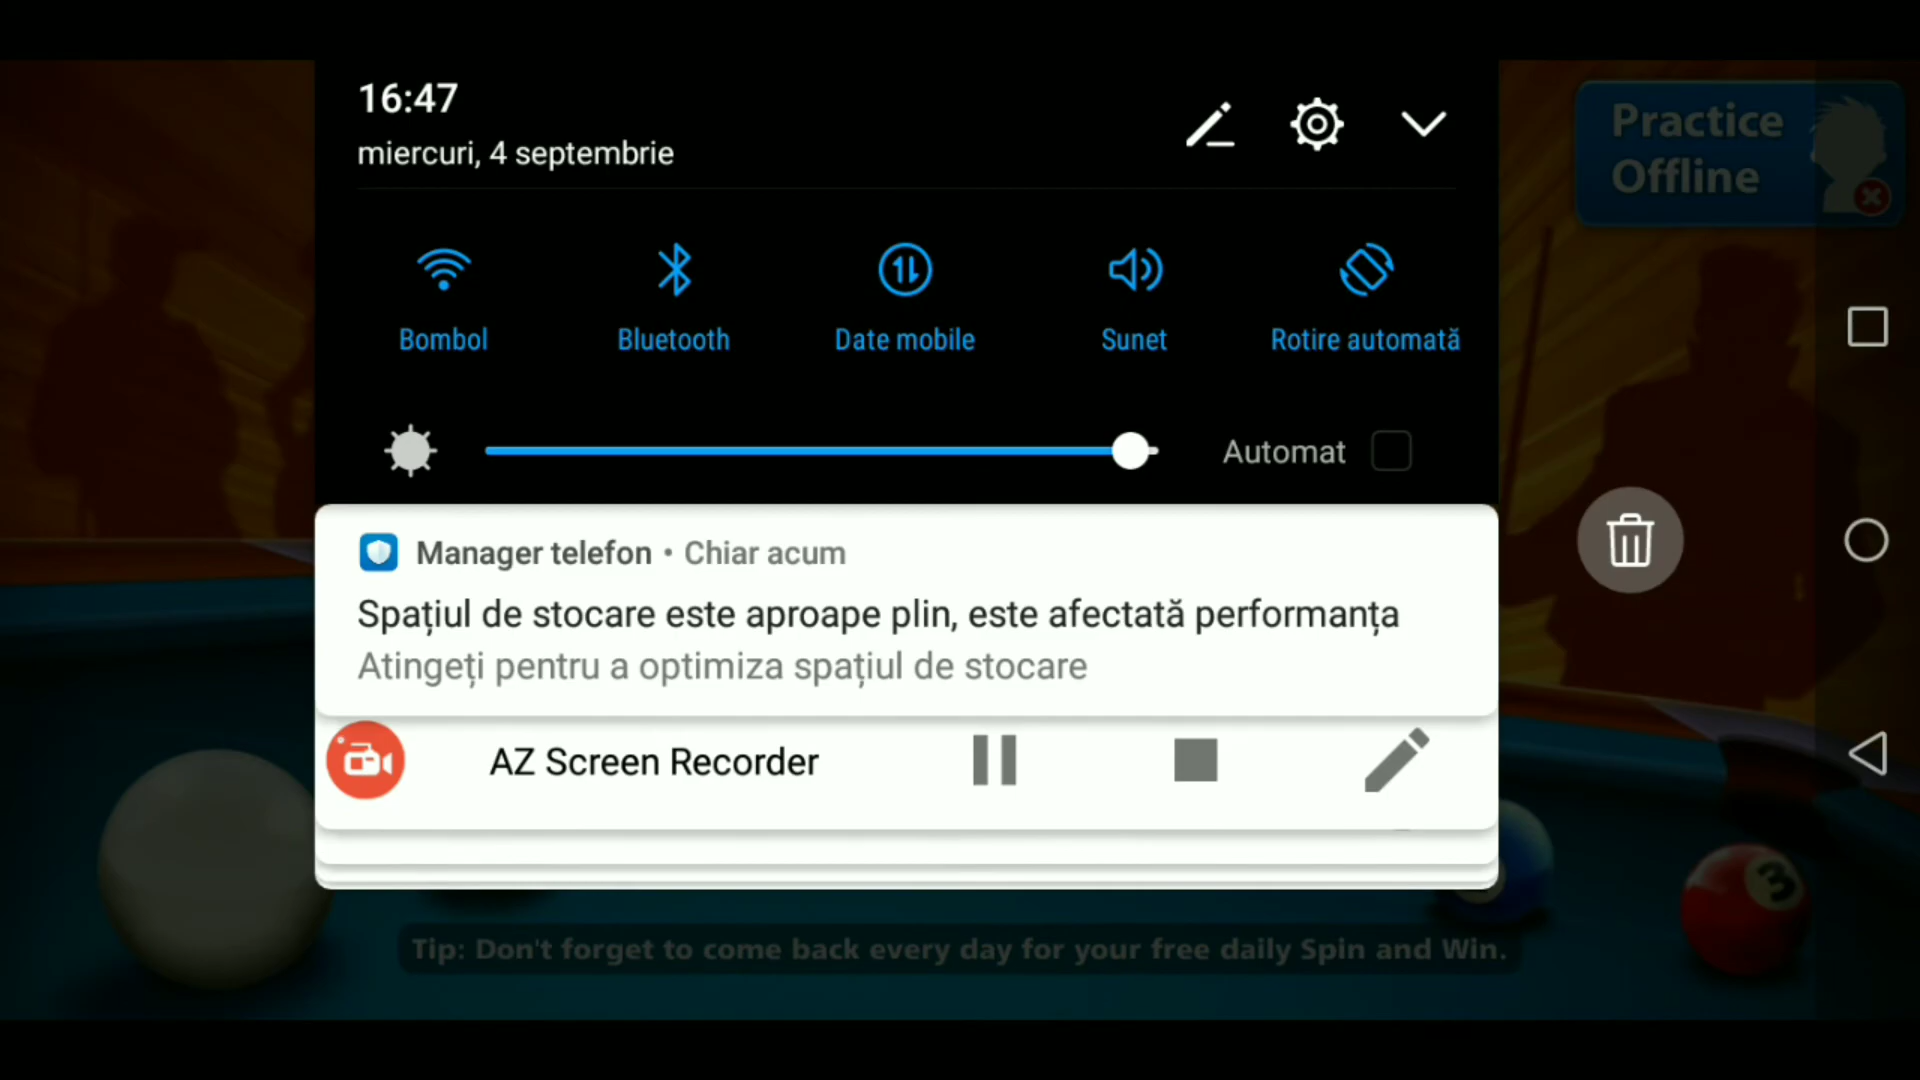 16:47
miercuri, 4 septembrie
Practice
Offline
Bombol
Bluetooth
Date mobile
Sunet
Rotire automată
Automat
Manager telefon • Chiar acum
Spațiul de stocare este aproape plin, este afectată performanța
Atingeți pentru a optimiza spațiul de stocare
AZ Screen Recorder
3
Tip: Don't forget to come back every day for your free daily Spin and Win.